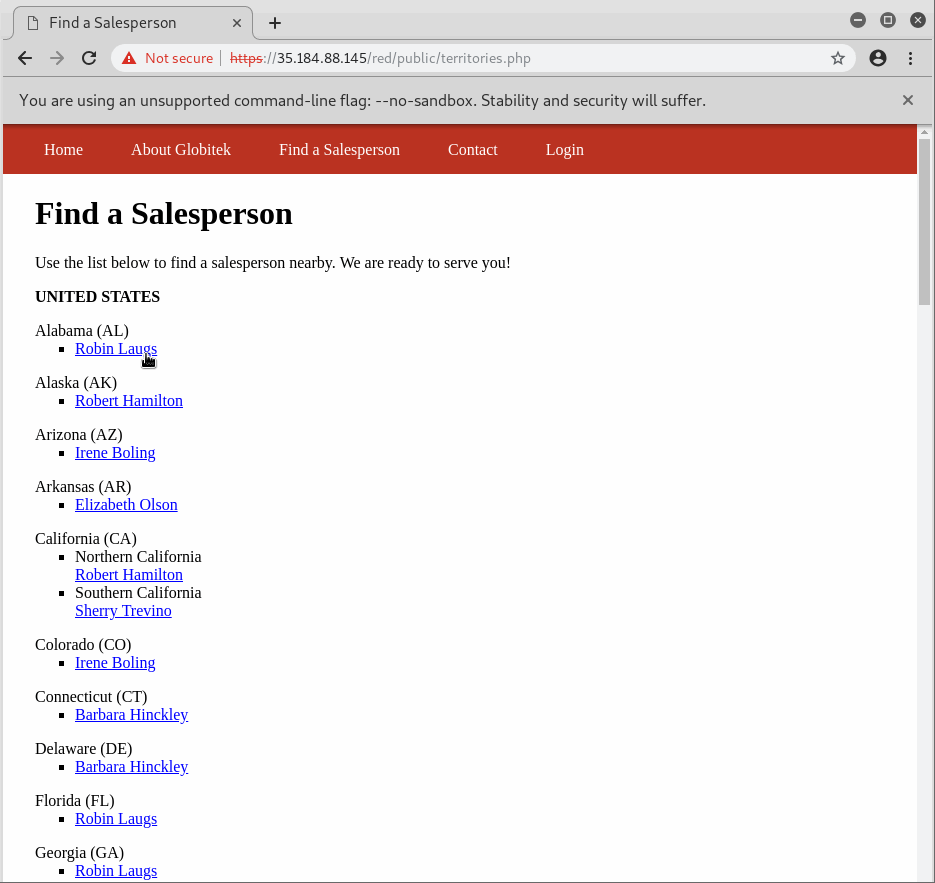 Find a Salesperson
Not secure | https://35.184.88.145/red/public/territories.php
You are using an unsupported command-line flag: --no-sandbox. Stability and security will suffer.
Home About Globitek Find a Salesperson Contact Login
Find a Salesperson
Use the list below to find a salesperson nearby. We are ready to serve you!
UNITED STATES
Alabama (AL)
Robin Laugs
Alaska (AK)
Robert Hamilton
Arizona (AZ)
Irene Boling
Arkansas (AR)
Elizabeth Olson
California (CA)
Northern California
Robert Hamilton
Southern California
Sherry Trevino
Colorado (CO)
Irene Boling
Connecticut (CT)
Barbara Hinckley
Delaware (DE)
Barbara Hinckley
Florida (FL)
Robin Laugs
Georgia (GA)
Robin Laugs